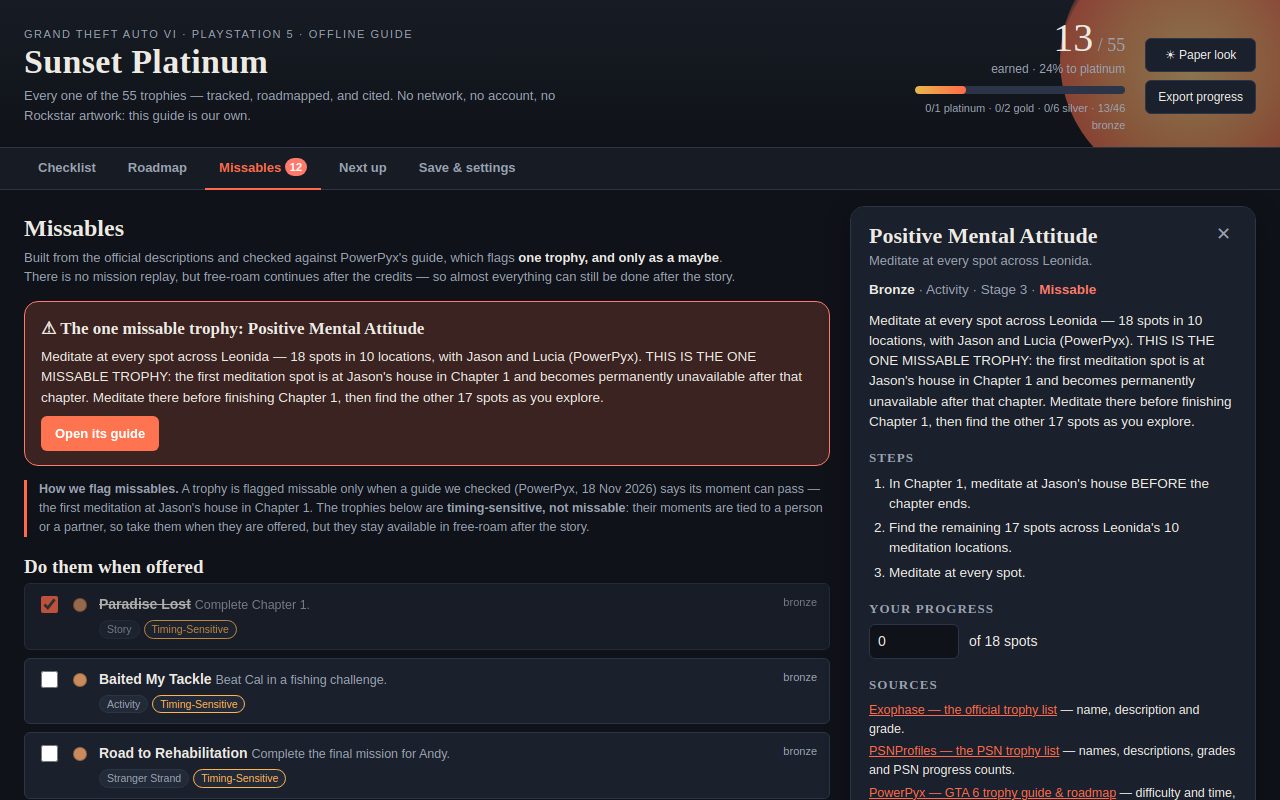 GRAND THEFT AUTO VI · PLAYSTATION 5 · OFFLINE GUIDE
Sunset Platinum
Every one of the 55 trophies — tracked, roadmapped, and cited. No network, no account, no
Rockstar artwork: this guide is our own.
13 / 55
earned · 24% to platinum
0/1 platinum · 0/2 gold · 0/6 silver · 13/46
bronze
☀ Paper look
Export progress
Checklist
Roadmap
Missables 12
Next up
Save & settings
Missables
Built from the official descriptions and checked against PowerPyx's guide, which flags one trophy, and only as a maybe.
There is no mission replay, but free-roam continues after the credits — so almost everything can still be done after the story.
⚠ The one missable trophy: Positive Mental Attitude
Meditate at every spot across Leonida — 18 spots in 10 locations, with Jason and Lucia (PowerPyx). THIS IS THE ONE
MISSABLE TROPHY: the first meditation spot is at Jason's house in Chapter 1 and becomes permanently unavailable after that
chapter. Meditate there before finishing Chapter 1, then find the other 17 spots as you explore.
Open its guide
How we flag missables. A trophy is flagged missable only when a guide we checked (PowerPyx, 18 Nov 2026) says its moment can pass —
the first meditation at Jason's house in Chapter 1. The trophies below are timing-sensitive, not missable: their moments are tied to a person
or a partner, so take them when they are offered, but they stay available in free-roam after the story.
Do them when offered
Paradise Lost Complete Chapter 1.
bronze
Story
Timing-Sensitive
Baited My Tackle Beat Cal in a fishing challenge.
bronze
Activity
Timing-Sensitive
Road to Rehabilitation Complete the final mission for Andy.
bronze
Stranger Strand
Timing-Sensitive
Positive Mental Attitude
✕
Meditate at every spot across Leonida.
Bronze · Activity · Stage 3 · Missable
Meditate at every spot across Leonida — 18 spots in 10
locations, with Jason and Lucia (PowerPyx). THIS IS THE
ONE MISSABLE TROPHY: the first meditation spot is at
Jason's house in Chapter 1 and becomes permanently
unavailable after that chapter. Meditate there before finishing
Chapter 1, then find the other 17 spots as you explore.
STEPS
1. In Chapter 1, meditate at Jason's house BEFORE the
chapter ends.
2. Find the remaining 17 spots across Leonida's 10
meditation locations.
3. Meditate at every spot.
YOUR PROGRESS
0 of 18 spots
SOURCES
Exophase — the official trophy list — name, description and
grade.
PSNProfiles — the PSN trophy list — names, descriptions, grades
and PSN progress counts.
PowerPyx — GTA 6 trophy guide & roadmap — difficulty and time,